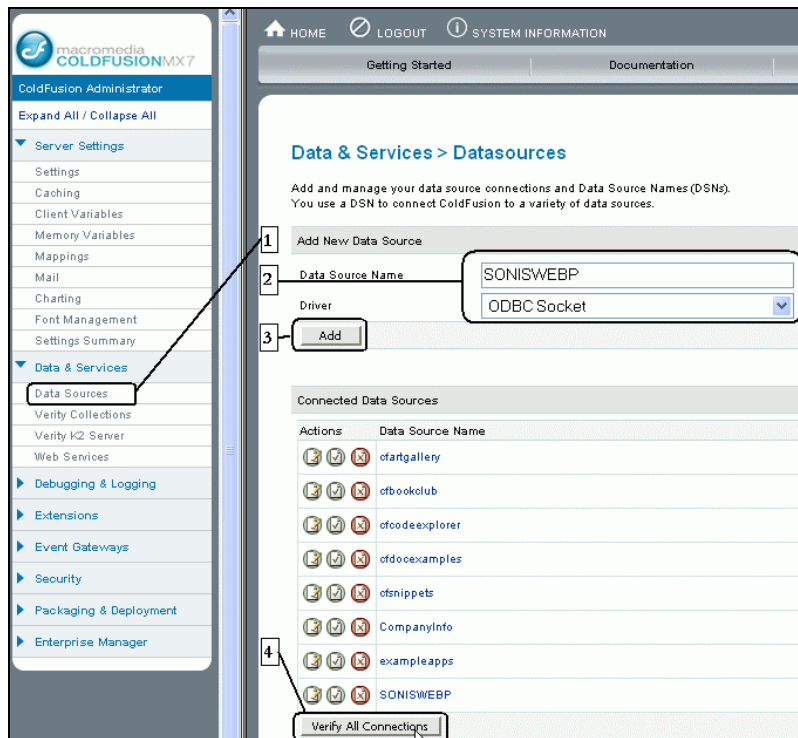 macromedia
COLDFUSION MX7
ColdFusion Administrator
Expand All / Collapse All
Server Settings
Settings
Caching
Client Variables
Memory Variables
Mappings
Mail
Charting
Font Management
Settings Summary
Data & Services
Data Sources
Verity Collections
Verity K2 Server
Web Services
Debugging & Logging
Extensions
Event Gateways
Security
Packaging & Deployment
Enterprise Manager
HOME LOGOUT SYSTEM INFORMATION
Getting Started Documentation
Data & Services > Datasources
Add and manage your data source connections and Data Source Names (DSNs).
You use a DSN to connect ColdFusion to a variety of data sources.
1 Add New Data Source
2 Data Source Name SONISWEBP
Driver ODBC Socket
3 Add
Connected Data Sources
Actions Data Source Name
cfartgallery
cfbookclub
cfcodeexplorer
cfdocexamples
cfsnippets
CompanyInfo
4 exampleapps
SONISWEBP
Verify All Connections